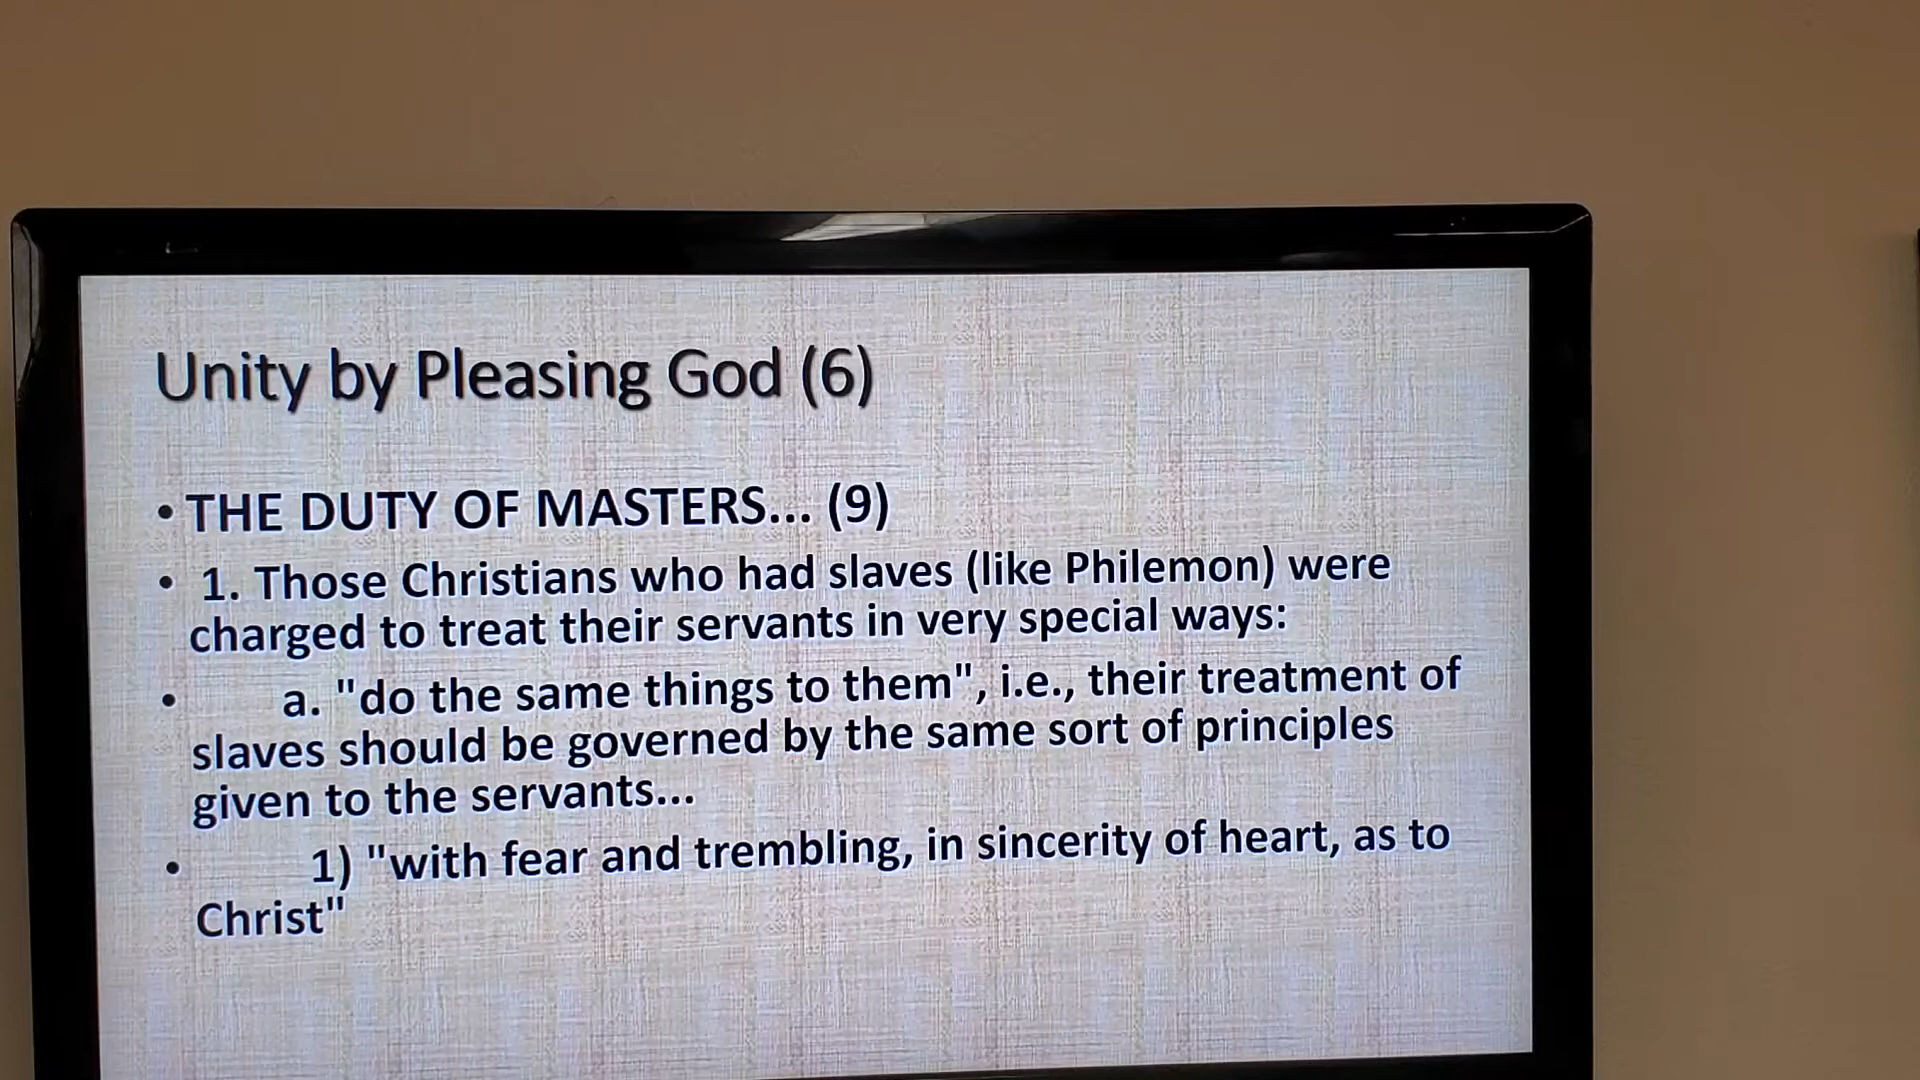 Unity by Pleasing God (6)
• THE DUTY OF MASTERS... (9)
• 1. Those Christians who had slaves (like Philemon) were
charged to treat their servants in very special ways:
• a. "do the same things to them", i.e., their treatment of
slaves should be governed by the same sort of principles
given to the servants...
• 1) "with fear and trembling, in sincerity of heart, as to
Christ"